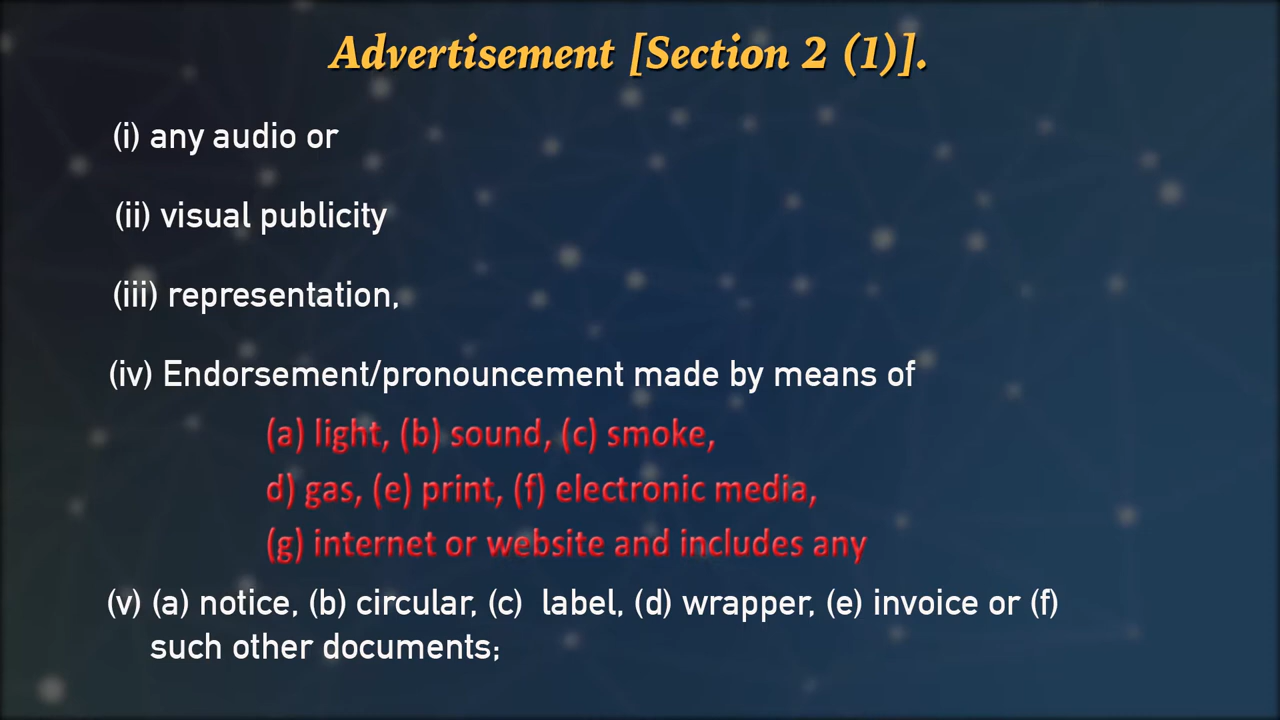 Advertisement [Section 2 (1)].
(i) any audio or
(ii) visual publicity
(iii) representation,
(iv) Endorsement/pronouncement made by means of
(a) light, (b) sound, (c) smoke,
d) gas, (e) print, (f) electronic media,
(g) internet or website and includes any
(v) (a) notice, (b) circular, (c) label, (d) wrapper, (e) invoice or (f)
such other documents;